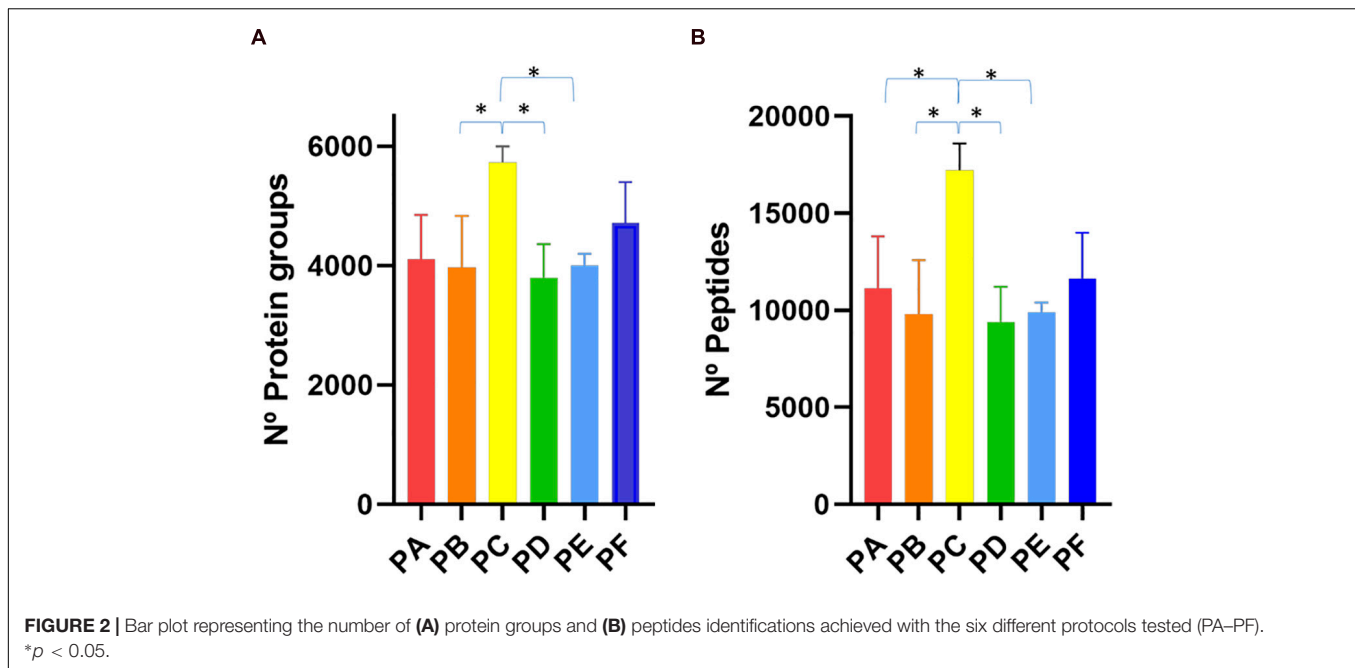 A
B
*
* *
Nº Protein groups
6000
4000
2000
0
PA PB PC PD PE PF
* *
* *
Nº Peptides
20000
15000
10000
5000
0
PA PB PC PD PE PF
FIGURE 2 | Bar plot representing the number of (A) protein groups and (B) peptides identifications achieved with the six different protocols tested (PA–PF).
*p < 0.05.